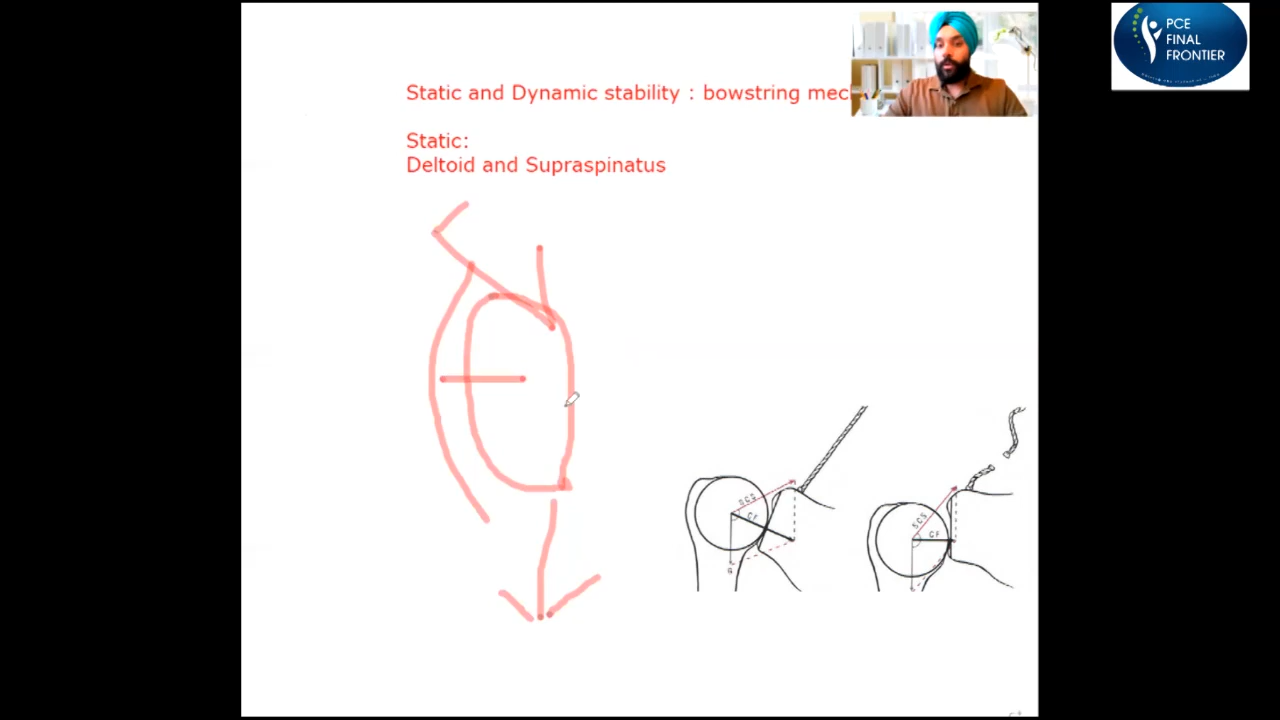 Static and Dynamic stability : bowstring mec
Static:
Deltoid and Supraspinatus
PCE
FINAL
FRONTIER